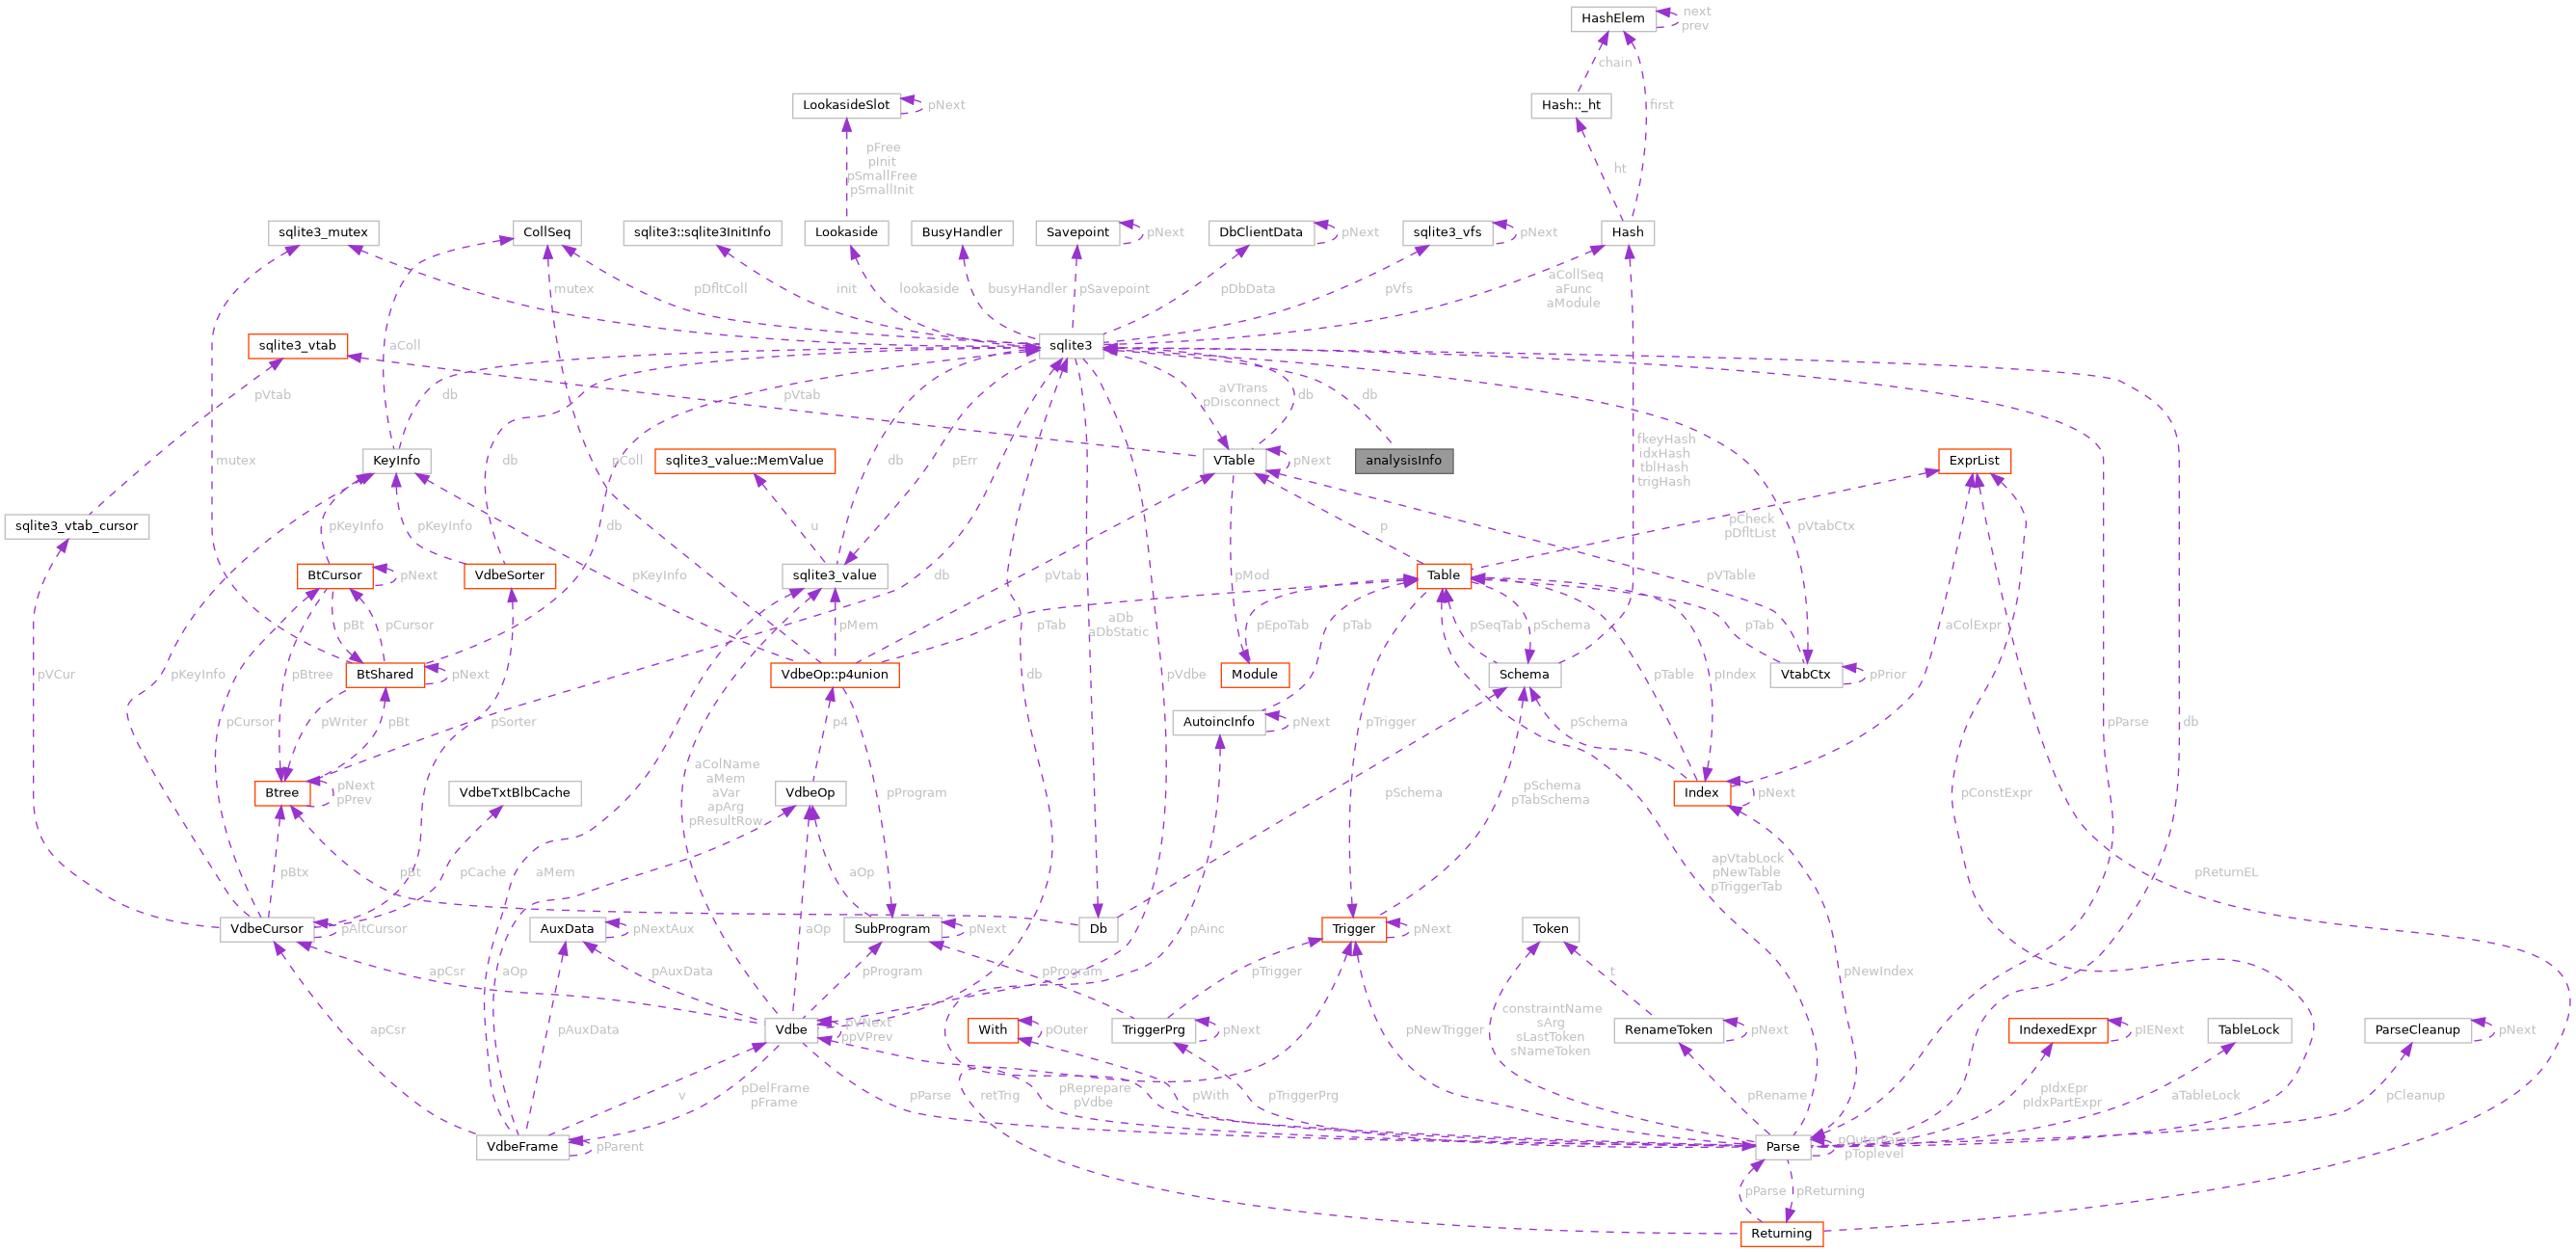 HashElem
next
prev
chain
LookasideSlot
pNext
Hash::_ht
first
pFree
pInit
pSmallFree
pSmallInit
ht
sqlite3_mutex
CollSeq
sqlite3::sqlite3InitInfo
Lookaside
BusyHandler
Savepoint
pNext
DbClientData
pNext
sqlite3_vfs
pNext
Hash
mutex
pDfltColl
init
lookaside
busyHandler
pSavepoint
pDbData
pVfs
aCollSeq
aFunc
aModule
sqlite3_vtab
aColl
sqlite3
pVtab
db
pVtab
aVTrans
pDisconnect
db
db
mutex
KeyInfo
db
pColl
sqlite3_value::MemValue
db
pErr
VTable
pNext
analysisInfo
fkeyHash
idxHash
tblHash
trigHash
ExprList
sqlite3_vtab_cursor
pKeyInfo
pKeyInfo
db
u
p
pCheck
pDfltList
pVtabCtx
BtCursor
pNext
VdbeSorter
pKeyInfo
sqlite3_value
db
pVtab
pMod
Table
pVTable
pBt
pCursor
pMem
pTab
aDb
aDbStatic
pEpoTab
pTab
pSeqTab
pSchema
pTab
aColExpr
pVCur
pKeyInfo
pBtree
BtShared
pNext
VdbeOp::p4union
db
pVdbe
Module
Schema
pTable
pIndex
VtabCtx
pPrior
pCursor
pWriter
pBt
pSorter
p4
AutoincInfo
pNext
pTrigger
pSchema
pParse
db
aColName
aMem
aVar
apArg
pResultRow
Btree
pNext
pPrev
VdbeTxtBlbCache
VdbeOp
pProgram
pSchema
pSchema
pTabSchema
Index
pNext
pConstExpr
pBtx
pBt
pCache
aMem
aOp
apVtabLock
pNewTable
pTriggerTab
pReturnEL
VdbeCursor
pAltCursor
AuxData
pNextAux
aOp
SubProgram
pNext
Db
pAinc
Trigger
pNext
Token
apCsr
aOp
pAuxData
pProgram
pProgram
pTrigger
t
pNewIndex
apCsr
pAuxData
Vdbe
pVNext
ppVPrev
With
pOuter
TriggerPrg
pNext
pNewTrigger
constraintName
sArg
sLastToken
sNameToken
RenameToken
pNext
IndexedExpr
pIENext
TableLock
ParseCleanup
pNext
v
pDelFrame
pFrame
pParse
retTrig
pReprepare
pVdbe
pWith
pTriggerPrg
pRename
pIdxEpr
pIdxPartExpr
aTableLock
pCleanup
VdbeFrame
pParent
Parse
pOuterParse
pToplevel
pParse
pReturning
Returning